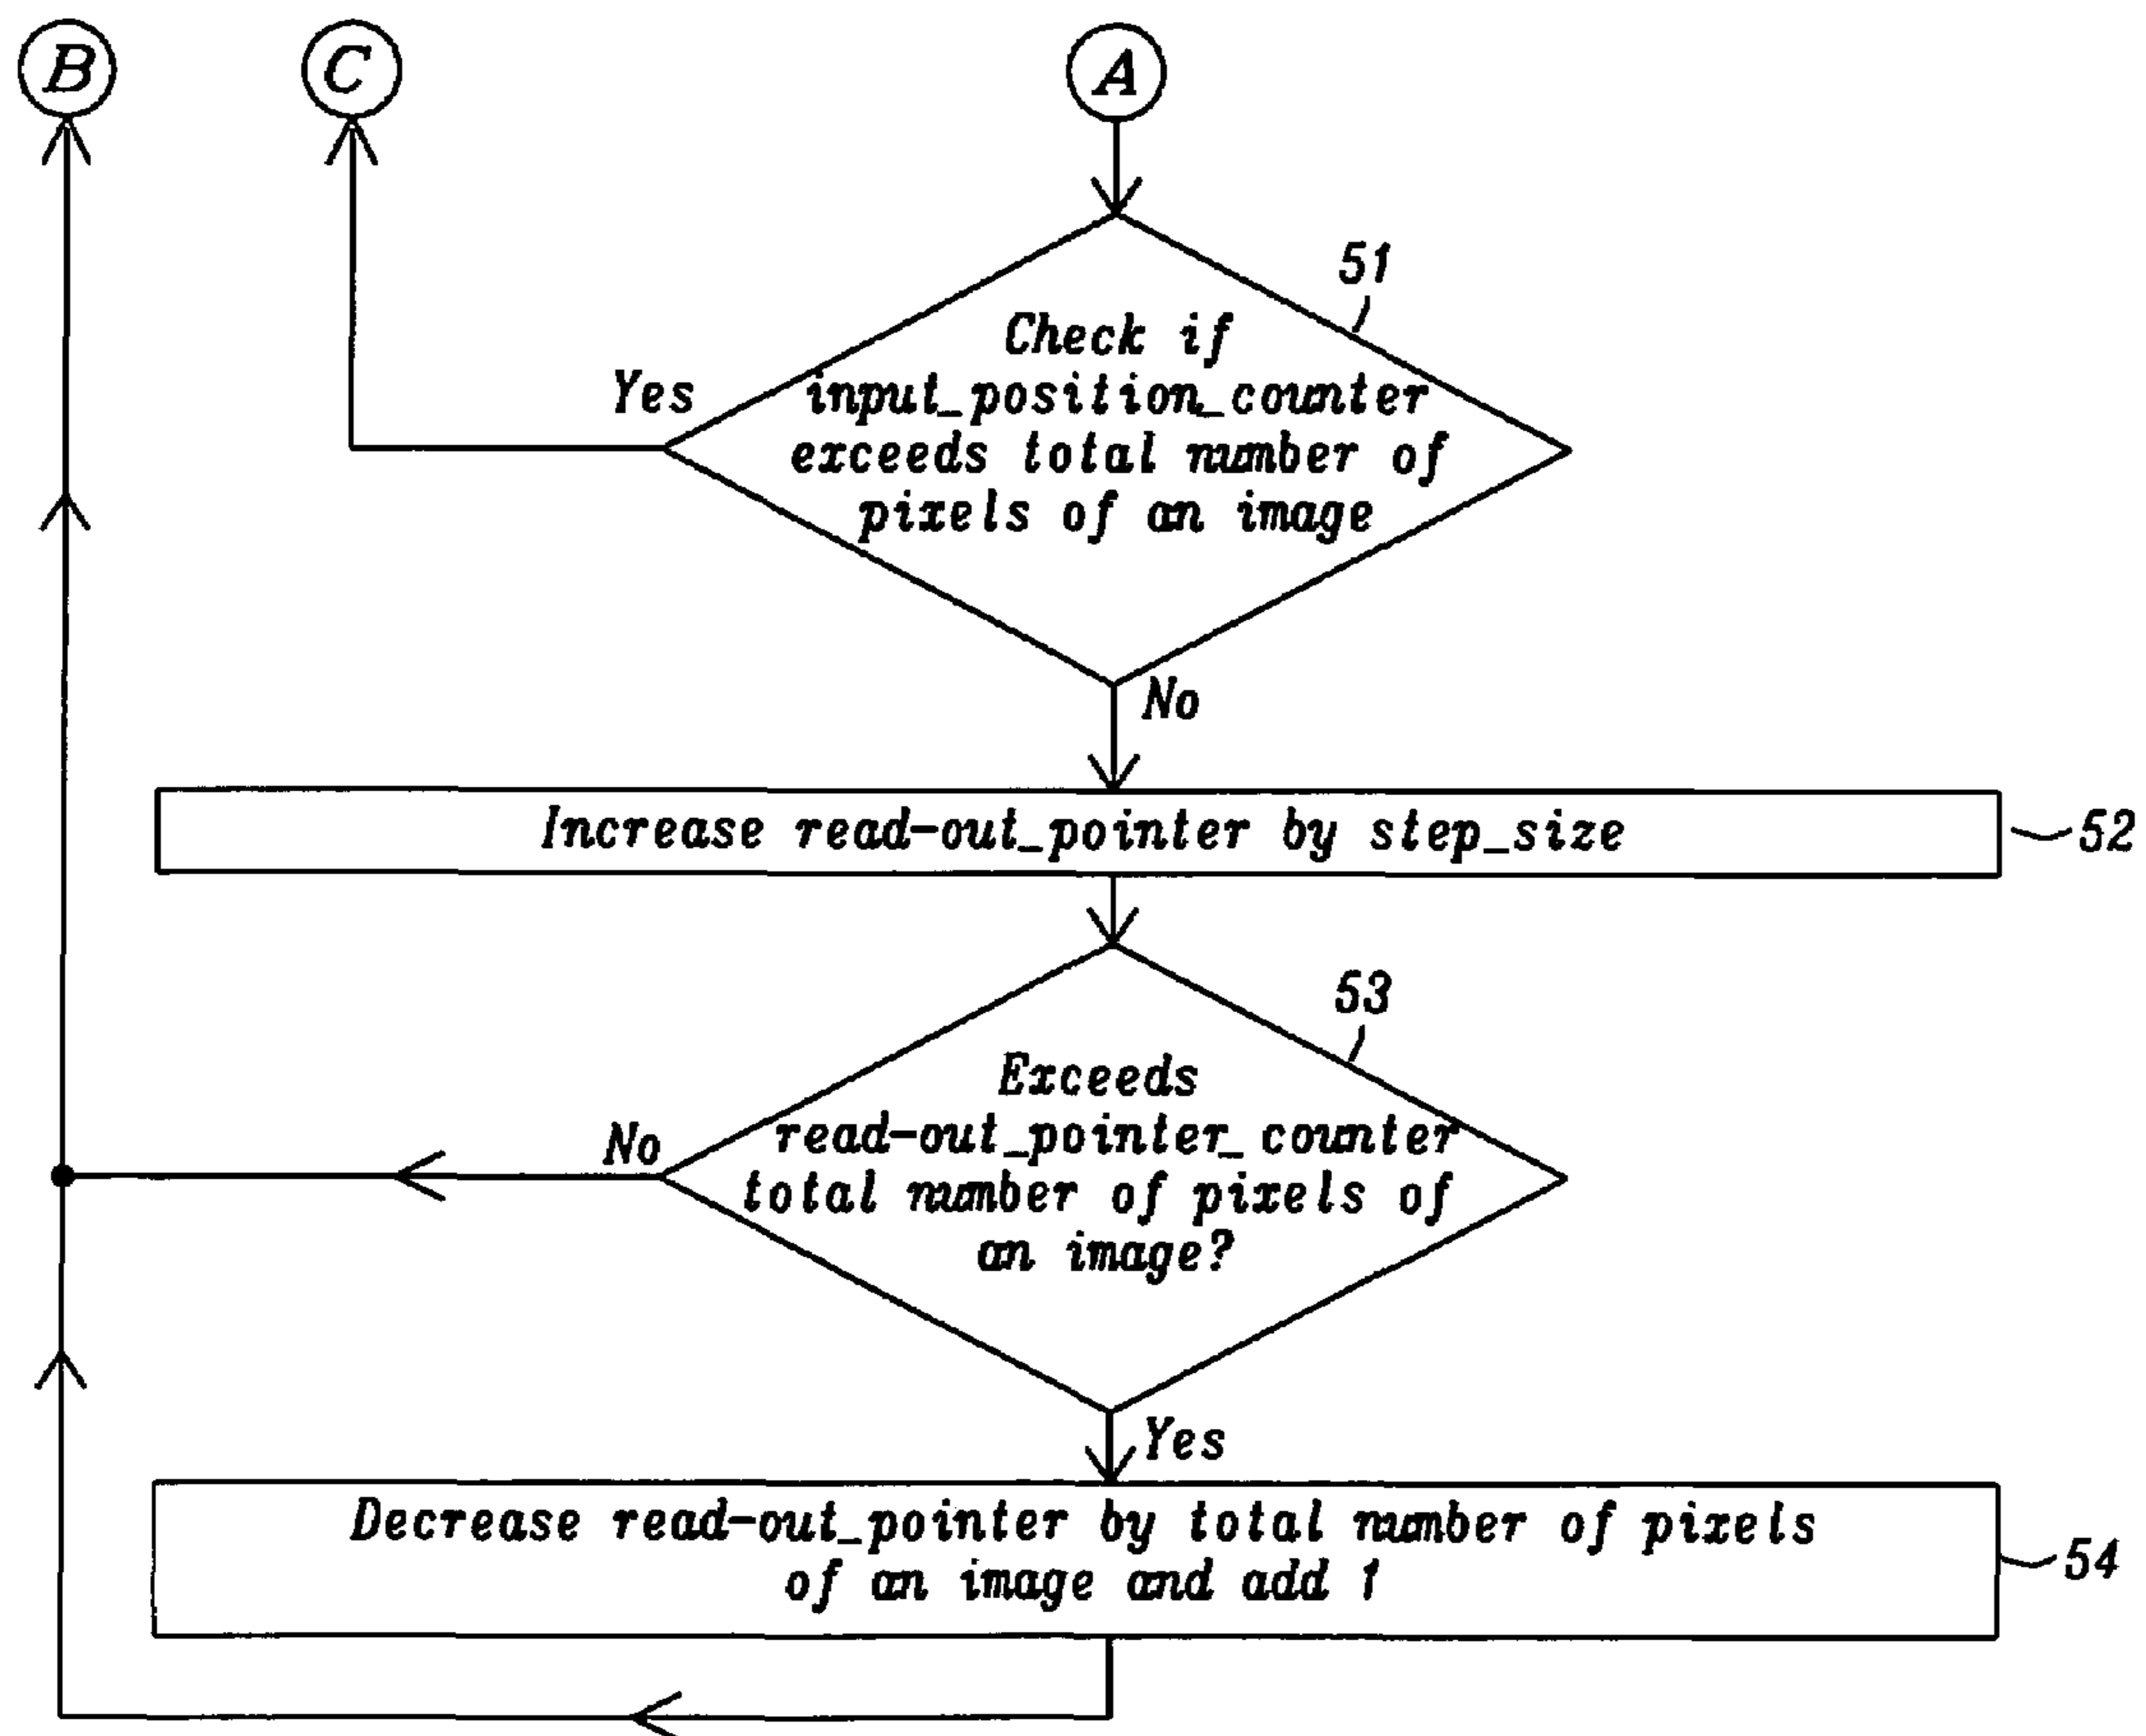 B
C
A
51
Check if
Yes
input_position_counter
exceeds total number of
pixels of an image
No
Increase read-out_pointer by step_size
52
53
Exceeds
No
read-out_pointer_counter
total number of pixels of
an image?
Yes
Decrease read-out_pointer by total number of pixels
of an image and add 1
54